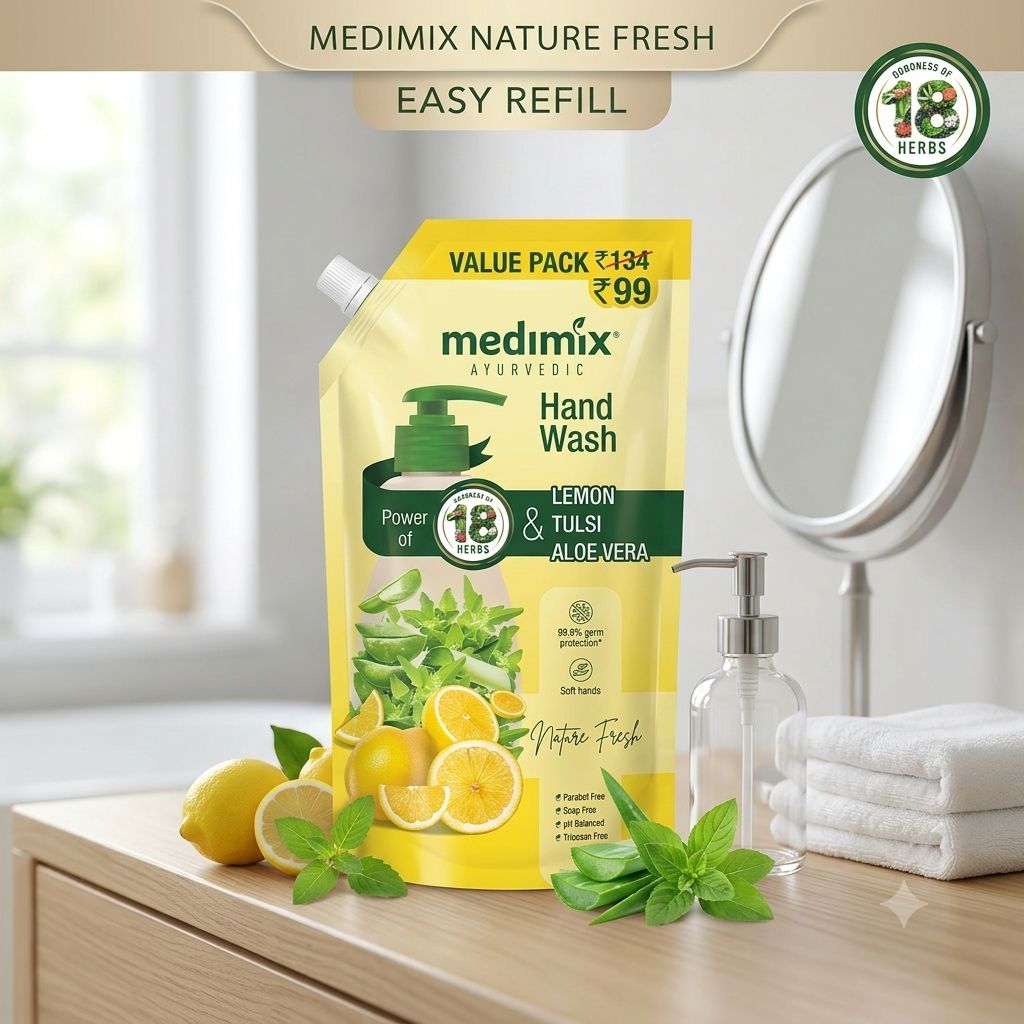 MEDIMIX NATURE FRESH
EASY REFILL
GOBONESS OF
18
HERBS
VALUE PACK ₹134
₹99
medimix®
AYURVEDIC
Hand
Wash
Power
of
18
HERBS
&
LEMON
TULSI
ALOE VERA
99.8% germ
protection*
Soft hands
Nature Fresh
Parabet Free
Soap Free
pH Balanced
Triocsan Free